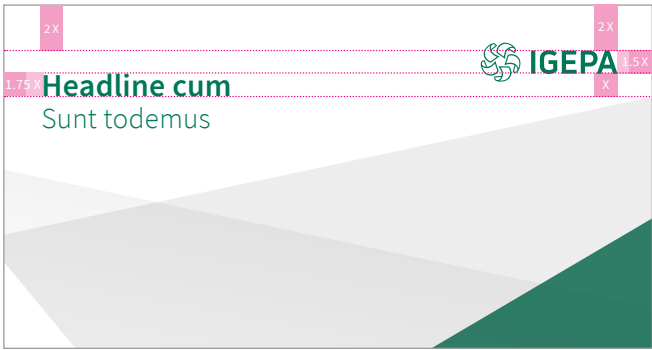 2 X
2 X
IGEPA
1.5 X
1.75 X
Headline cum
X
Sunt todemus